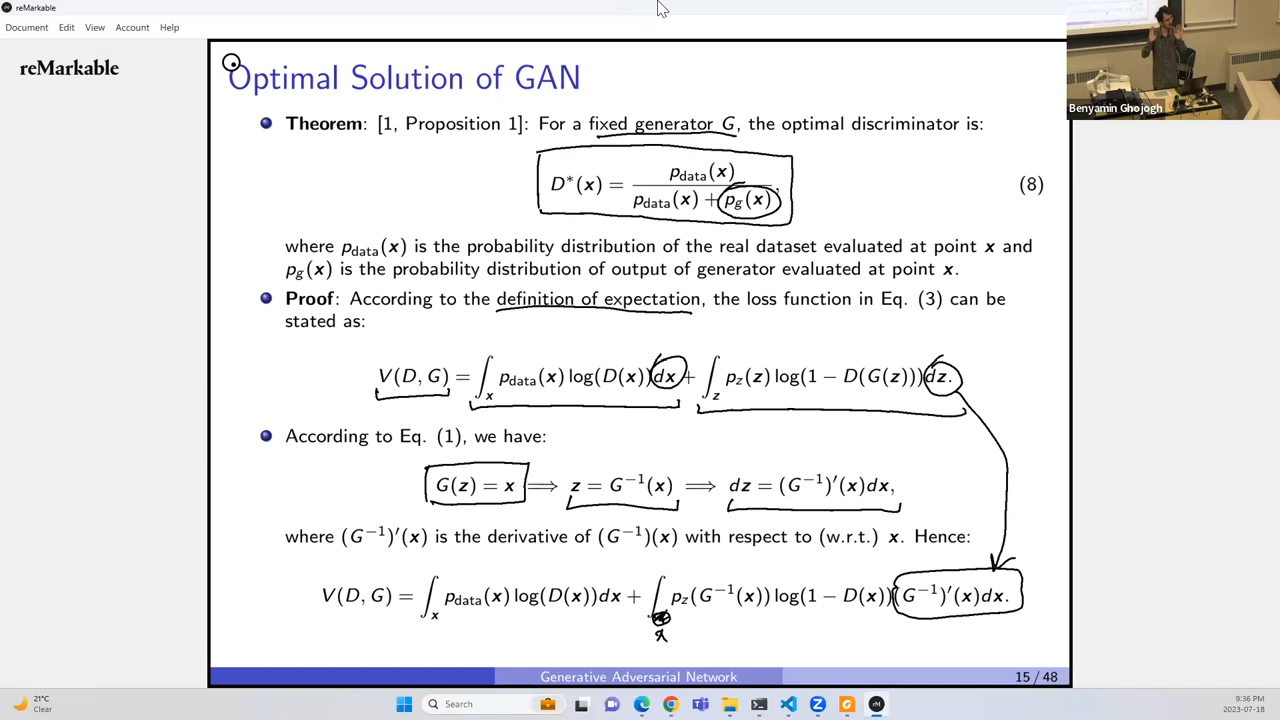 reMarkable
Document Edit View Account Help
reMarkable
Optimal Solution of GAN
Theorem: [1, Proposition 1]: For a fixed generator G, the optimal discriminator is:
D*(x) = p_data(x) / (p_data(x) + p_g(x)), (8)
where p_data(x) is the probability distribution of the real dataset evaluated at point x and
p_g(x) is the probability distribution of output of generator evaluated at point x.
Proof: According to the definition of expectation, the loss function in Eq. (3) can be
stated as:
V(D, G) = ∫_x p_data(x) log(D(x))dx + ∫_z p_z(z) log(1 − D(G(z)))dz.
According to Eq. (1), we have:
G(z) = x ⟹ z = G⁻¹(x) ⟹ dz = (G⁻¹)′(x)dx,
where (G⁻¹)′(x) is the derivative of (G⁻¹)(x) with respect to (w.r.t.) x. Hence:
V(D, G) = ∫_x p_data(x) log(D(x))dx + ∫_x p_z(G⁻¹(x)) log(1 − D(x))(G⁻¹)′(x)dx.
Generative Adversarial Network 15 / 48
Benyamin Ghojogh
21°C
Clear
Search
9:36 PM
2023-07-18